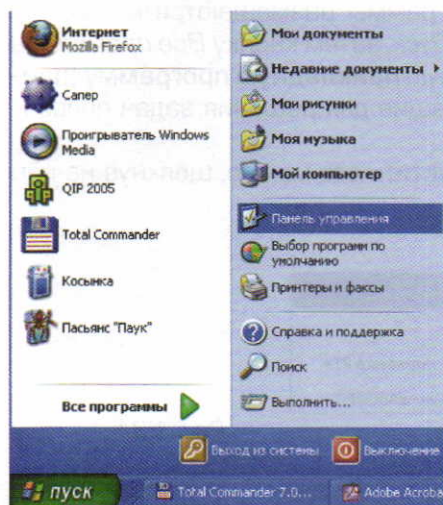 Интернет
Mozilla Firefox
Сапер
Проигрыватель Windows
Media
QIP 2005
Total Commander
Косынка
Пасьянс "Паук"
Все программы
Мои документы
Недавние документы
Мои рисунки
Моя музыка
Мой компьютер
Панель управления
Выбор программ по
умолчанию
Принтеры и факсы
Справка и поддержка
Поиск
Выполнить...
Выход из системы
Выключение
пуск
Total Commander 7.0...
Adobe Acroba